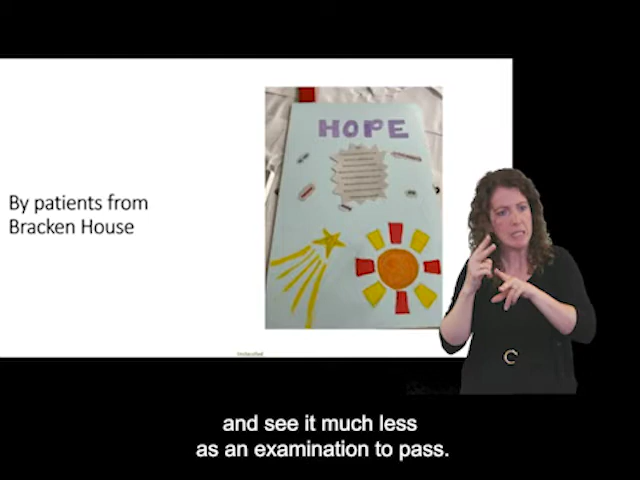 HOPE
By patients from
Bracken House
and see it much less
as an examination to pass.